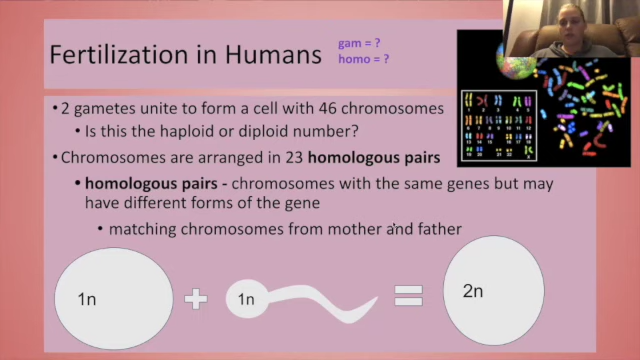 Fertilization in Humans
gam = ?
homo = ?
• 2 gametes unite to form a cell with 46 chromosomes
• Is this the haploid or diploid number?
• Chromosomes are arranged in 23 homologous pairs
• homologous pairs - chromosomes with the same genes but may
have different forms of the gene
• matching chromosomes from mother and father
1n
1n
2n